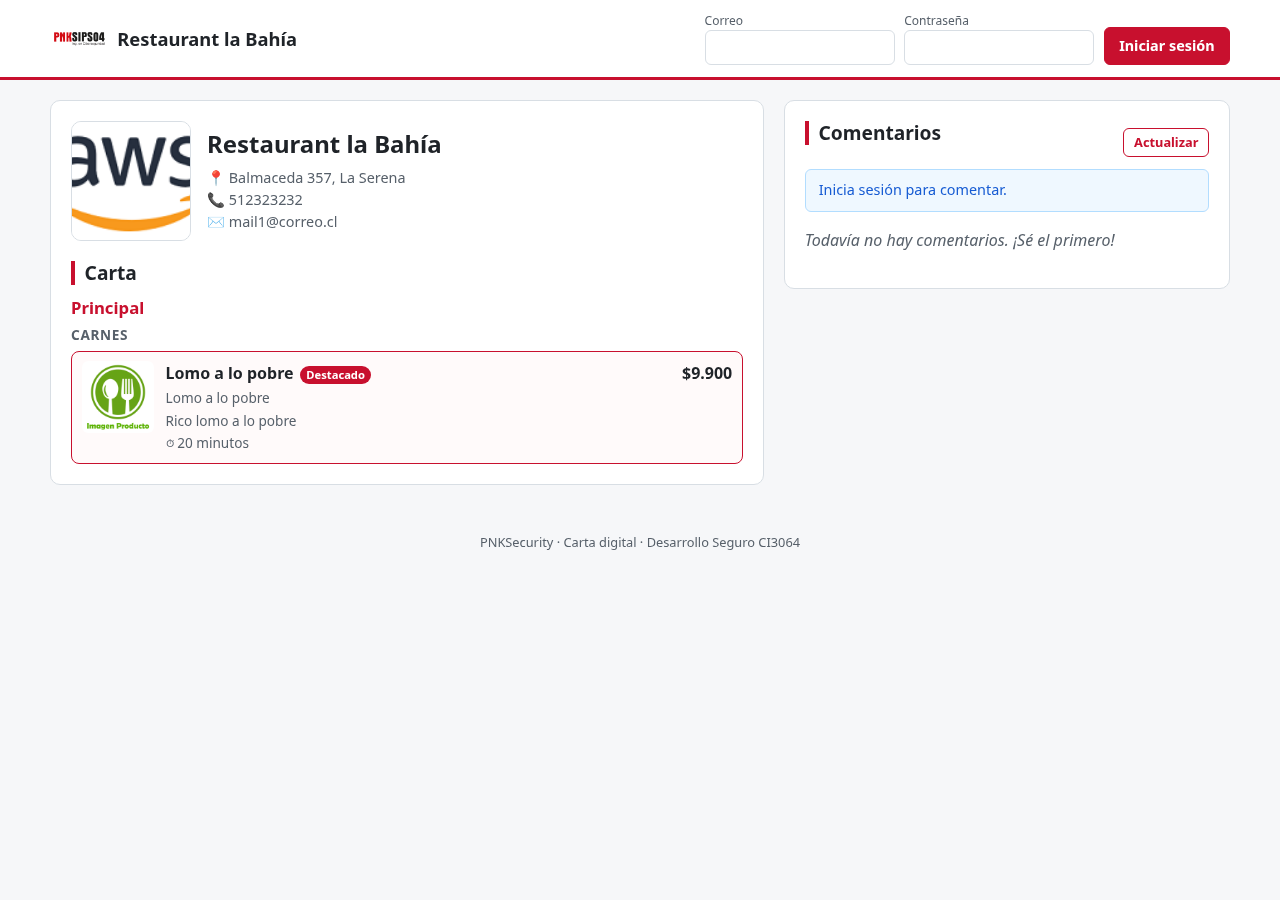 PNKSIPS04
Restaurant la Bahía
Correo
Contraseña
Iniciar sesión
aws
Restaurant la Bahía
📍 Balmaceda 357, La Serena
📞 512323232
✉️ mail1@correo.cl
Carta
Principal
CARNES
Imagen Producto
Lomo a lo pobre Destacado $9.900
Lomo a lo pobre
Rico lomo a lo pobre
⏱ 20 minutos
Comentarios
Actualizar
Inicia sesión para comentar.
Todavía no hay comentarios. ¡Sé el primero!
PNKSecurity · Carta digital · Desarrollo Seguro CI3064